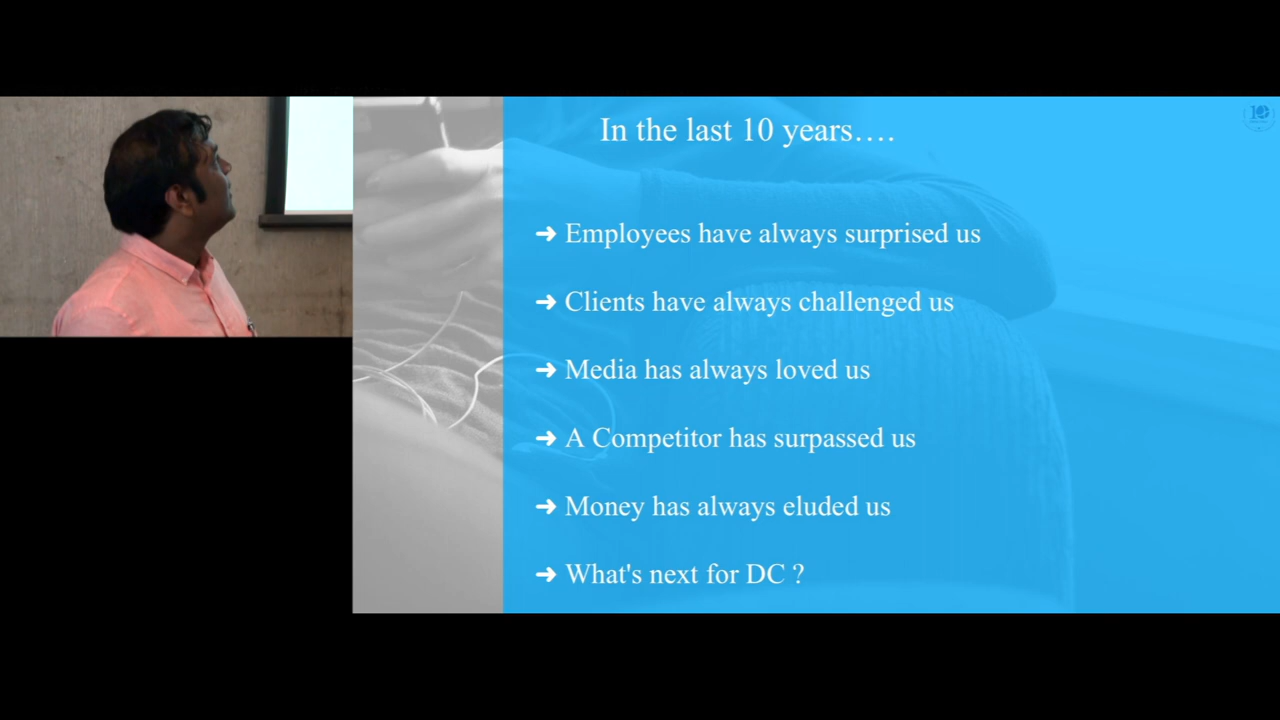 In the last 10 years….
➜ Employees have always surprised us
➜ Clients have always challenged us
➜ Media has always loved us
➜ A Competitor has surpassed us
➜ Money has always eluded us
➜ What's next for DC ?
10